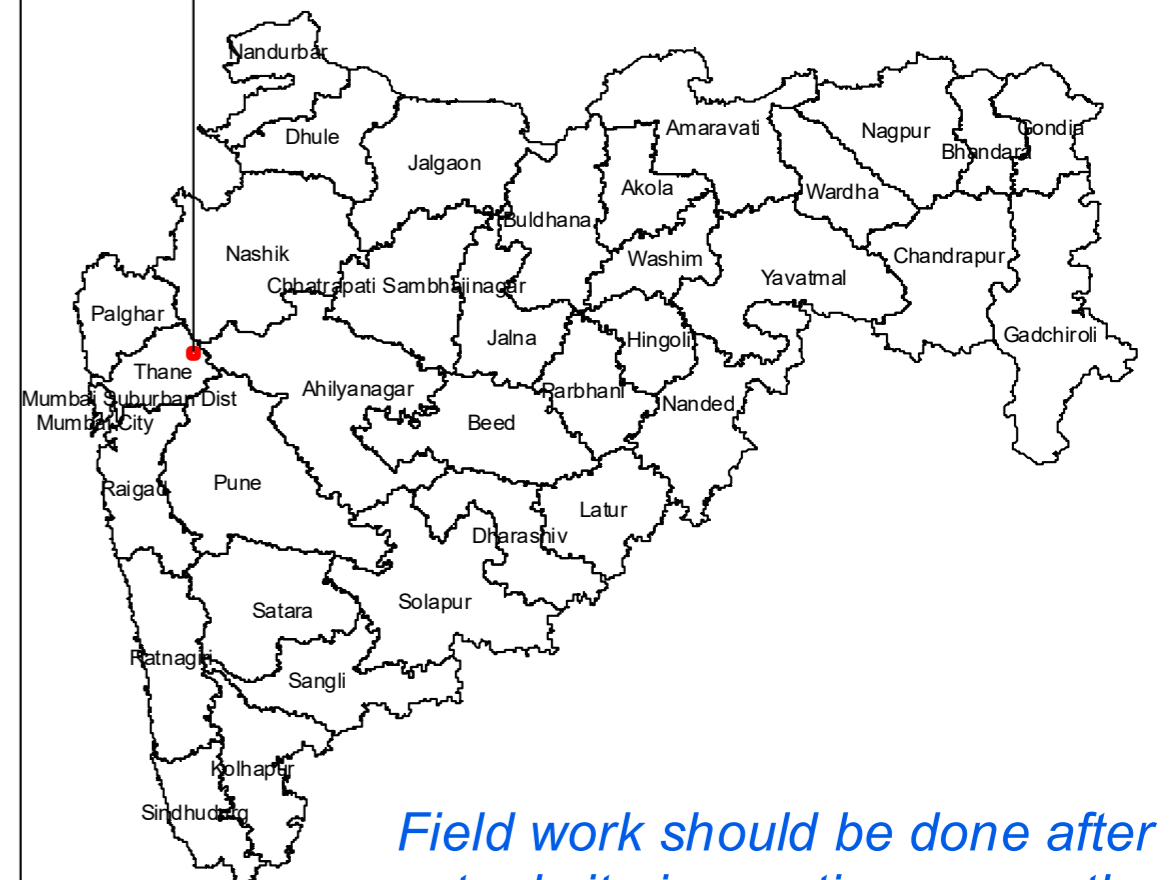 Nandurbar
Dhule
Jalgaon
Amaravati
Nagpur
Gondia
Bhandara
Akola
Wardha
Buldhana
Nashik
Washim
Chandrapur
Yavatmal
Chhatrapati Sambhajinagar
Palghar
Jalna
Hingoli
Gadchiroli
Thane
Ahilyanagar
Parbhani
Nanded
Mumbai Suburban Dist
Mumbai City
Beed
Raigad
Pune
Latur
Dharashiv
Satara
Solapur
Ratnagiri
Sangli
Kolhapur
Sindhudurg
Field work should be done after